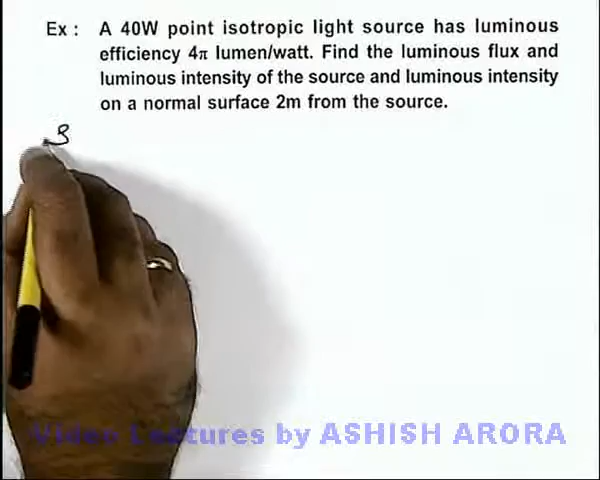 Ex : A 40W point isotropic light source has luminous
efficiency 4π lumen/watt. Find the luminous flux and
luminous intensity of the source and luminous intensity
on a normal surface 2m from the source.
Video Lectures by ASHISH ARORA